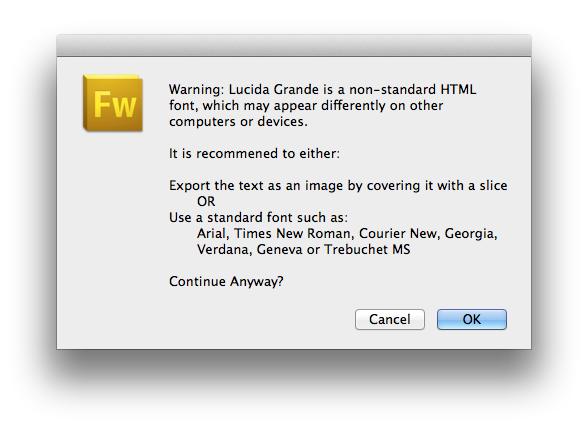 Fw
Warning: Lucida Grande is a non-standard HTML
font, which may appear differently on other
computers or devices.
It is recommened to either:
Export the text as an image by covering it with a slice
OR
Use a standard font such as:
Arial, Times New Roman, Courier New, Georgia,
Verdana, Geneva or Trebuchet MS
Continue Anyway?
Cancel OK